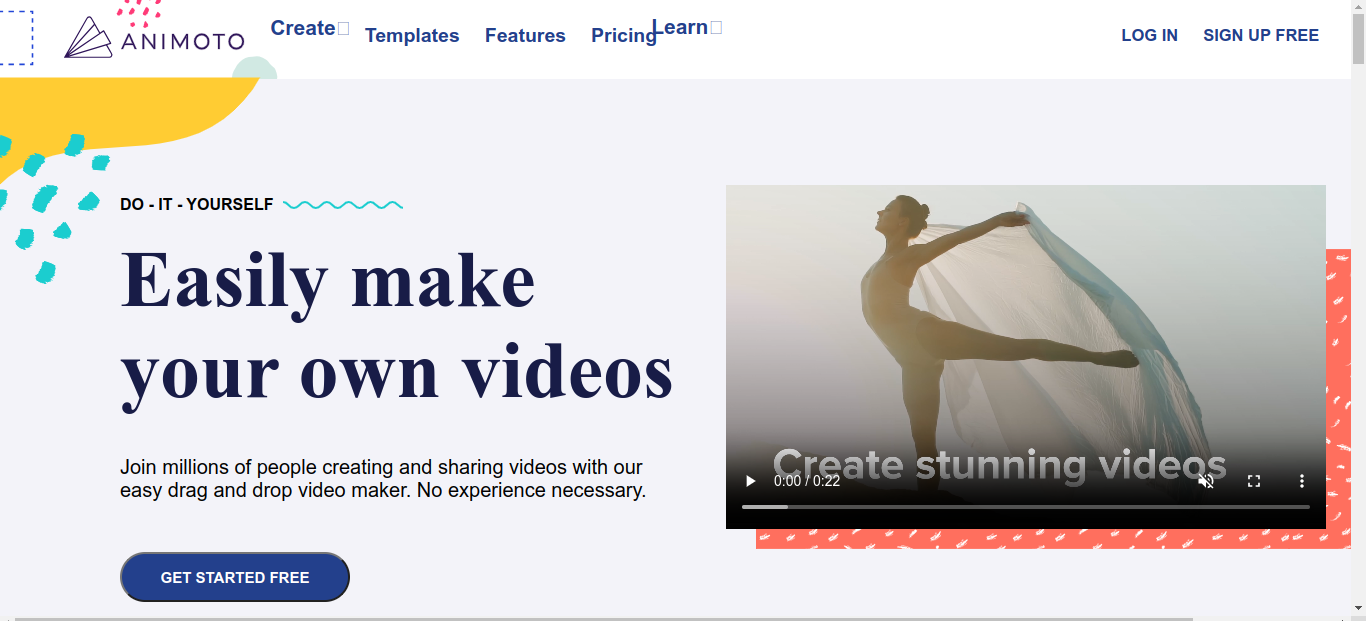 ANIMOTO
Create
Templates
Features
Pricing
Learn
LOG IN
SIGN UP FREE
DO - IT - YOURSELF
Easily make
your own videos
Join millions of people creating and sharing videos with our
easy drag and drop video maker. No experience necessary.
GET STARTED FREE
Create stunning videos
0:00 / 0:22